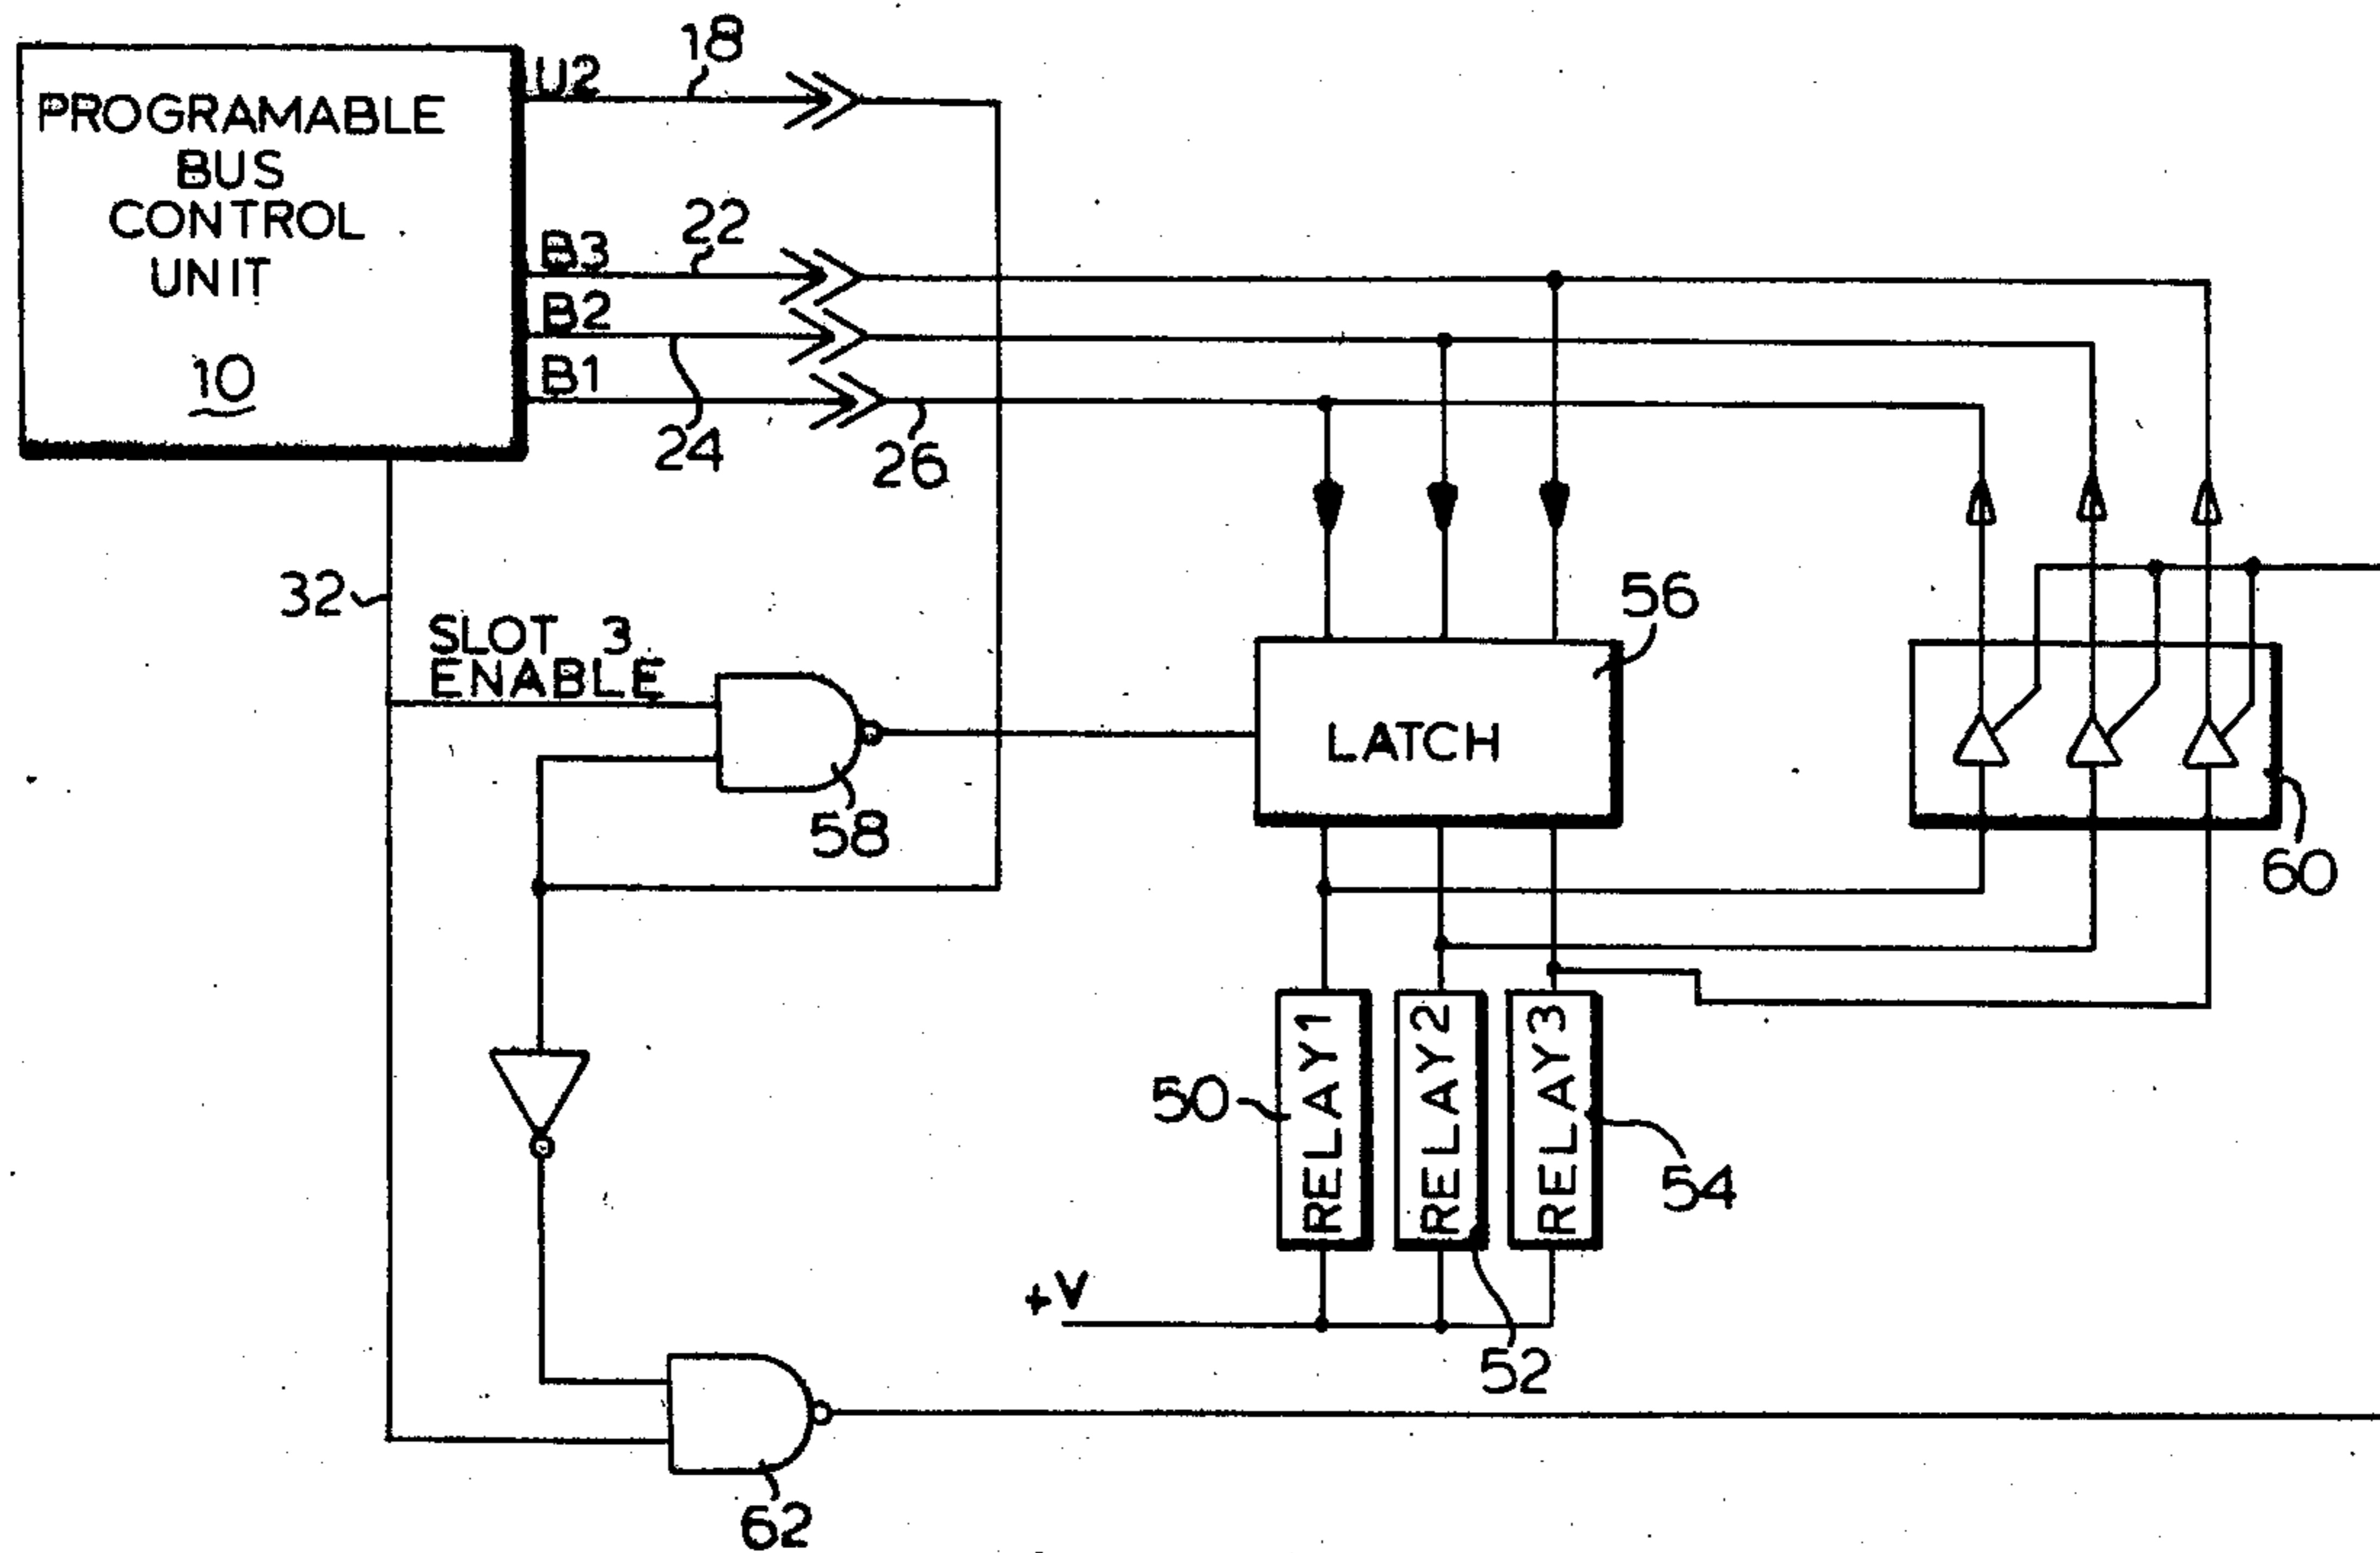 PROGRAMABLE
BUS
CONTROL
UNIT
10
U2
18
B3
22
B2
24
B1
26
32
SLOT 3
ENABLE
58
LATCH
56
60
RELAY1
RELAY2
RELAY3
50
54
+V
52
62